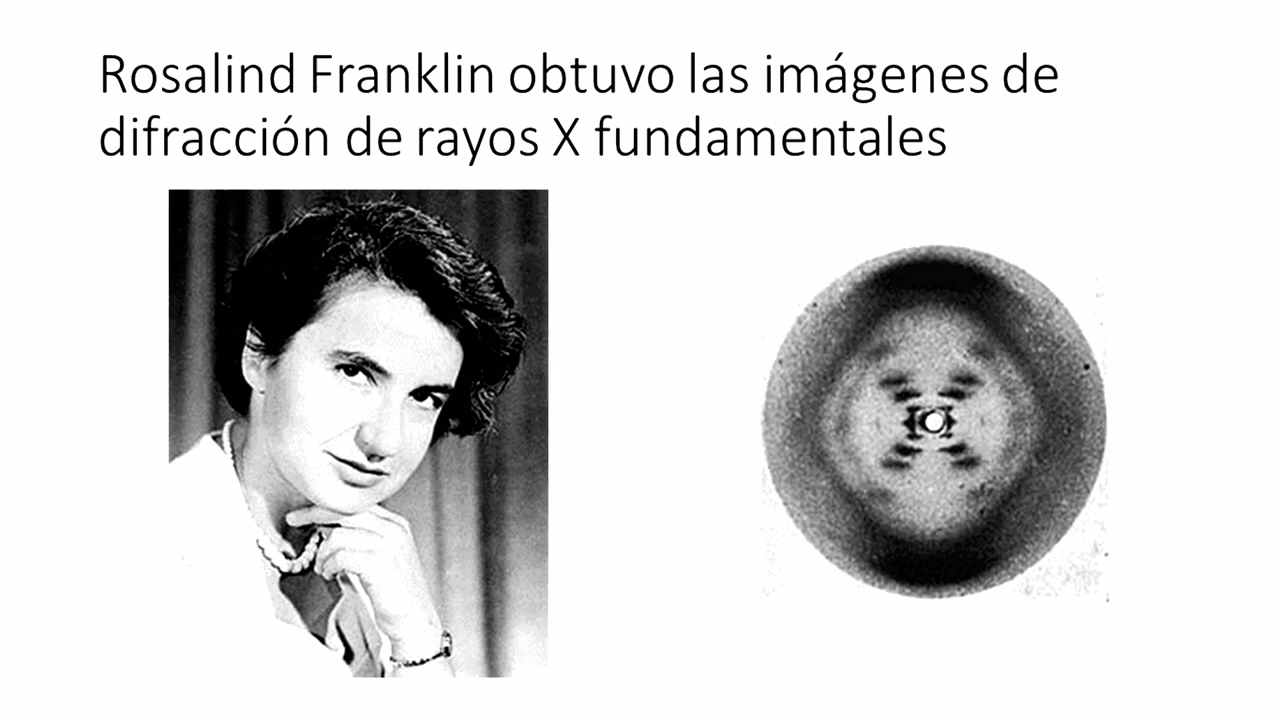 Rosalind Franklin obtuvo las imágenes de
difracción de rayos X fundamentales